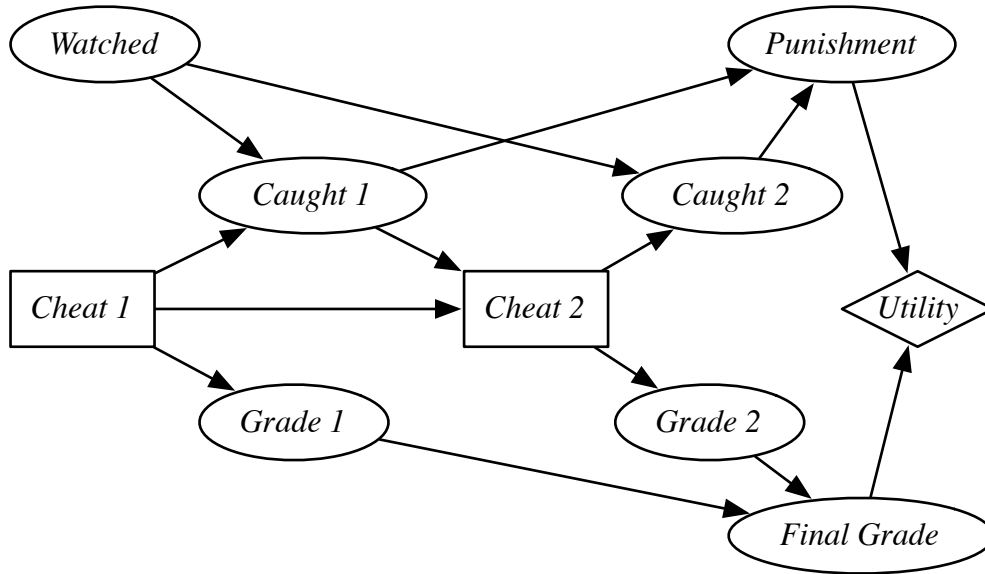 Watched
Punishment
Caught 1
Caught 2
Cheat 1
Cheat 2
Utility
Grade 1
Grade 2
Final Grade